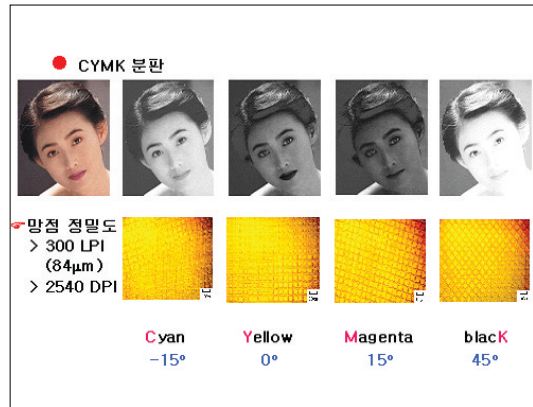 CYMK 분판
망점 정밀도
> 300 LPI
(84μm)
> 2540 DPI
Cyan
Yellow
Magenta
blacK
-15°
0°
15°
45°